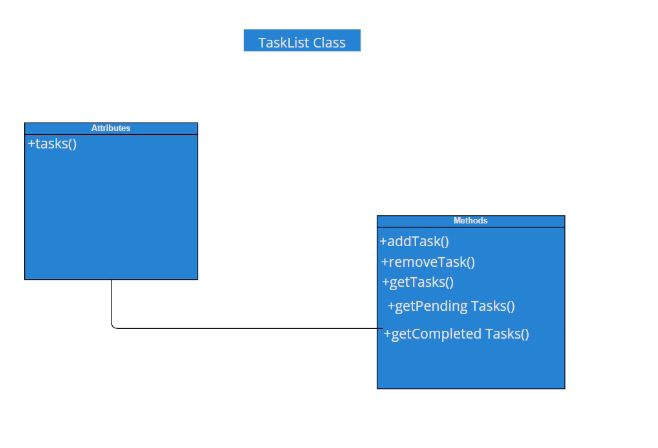 TaskList Class
Attributes
+tasks()
Methods
+addTask()
+removeTask()
+getTasks()
+getPending Tasks()
+getCompleted Tasks()